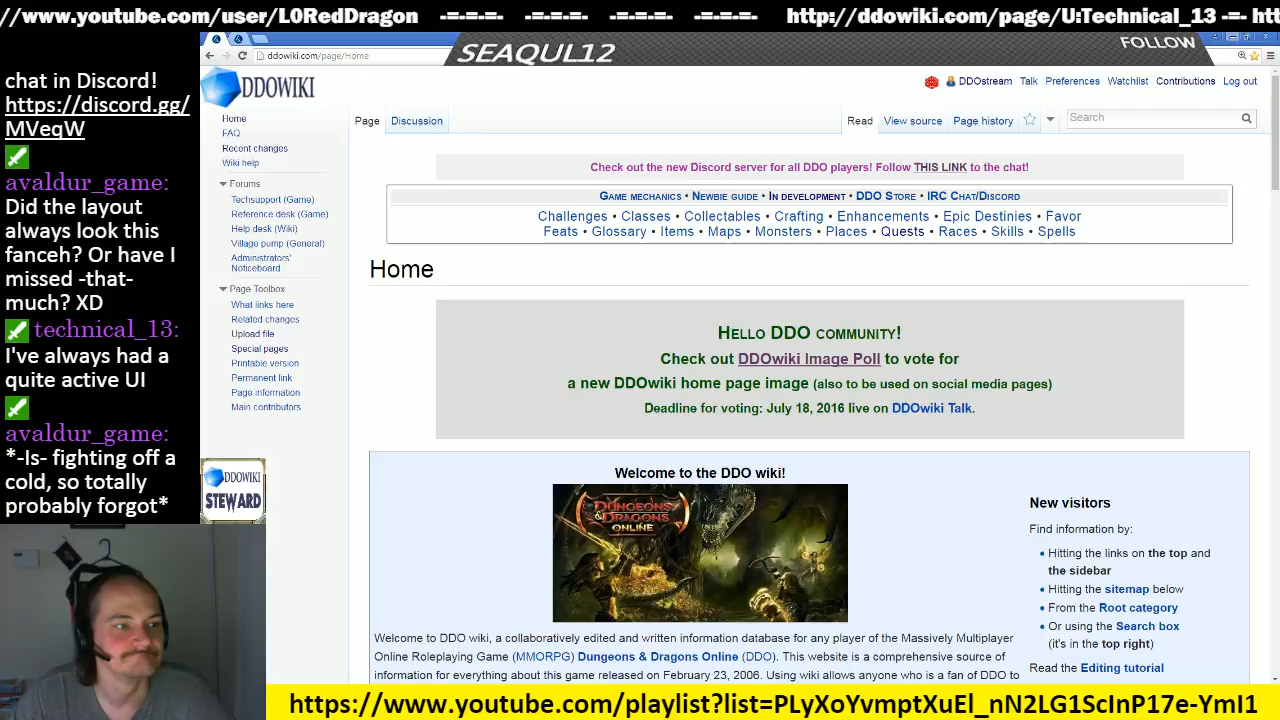 //www.youtube.com/user/L0RedDragon -=-=-=- -=-=-=- -=-=-=- -=-=-=- http://ddowiki.com/page/U:Technical_13 -=-
chat in Discord!
https://discord.gg/
MVeqW
avaldur_game:
Did the layout
always look this
fanceh? Or have I
missed -that-
much? XD
technical_13:
I've always had a
quite active UI
avaldur_game:
*-Is- fighting off a
cold, so totally
probably forgot*
ddowiki.com/page/Home
SEAQUL12
FOLLOW
DDOWIKI
DDOstream Talk Preferences Watchlist Contributions Log out
Page Discussion Read View source Page history Search
Home
FAQ
Recent changes
Wiki help
Forums
Techsupport (Game)
Reference desk (Game)
Help desk (Wiki)
Village pump (General)
Administrators'
Noticeboard
Page Toolbox
What links here
Related changes
Upload file
Special pages
Printable version
Permanent link
Page information
Main contributors
DDOWIKI
STEWARD
Check out the new Discord server for all DDO players! Follow THIS LINK to the chat!
Game mechanics • Newbie guide • In development • DDO Store • IRC Chat/Discord
Challenges • Classes • Collectables • Crafting • Enhancements • Epic Destinies • Favor
Feats • Glossary • Items • Maps • Monsters • Places • Quests • Races • Skills • Spells
Home
Hello DDO community!
Check out DDOwiki Image Poll to vote for
a new DDOwiki home page image (also to be used on social media pages)
Deadline for voting: July 18, 2016 live on DDOwiki Talk.
Welcome to the DDO wiki!
DUNGEONS & DRAGONS ONLINE
Welcome to DDO wiki, a collaboratively edited and written information database for any player of the Massively Multiplayer
Online Roleplaying Game (MMORPG) Dungeons & Dragons Online (DDO). This website is a comprehensive source of
information for everything about this game released on February 23, 2006. Using wiki allows anyone who is a fan of DDO to
New visitors
Find information by:
Hitting the links on the top and
the sidebar
Hitting the sitemap below
From the Root category
Or using the Search box
(it's in the top right)
Read the Editing tutorial
https://www.youtube.com/playlist?list=PLyXoYvmptXuEl_nN2LG1ScInP17e-YmI1